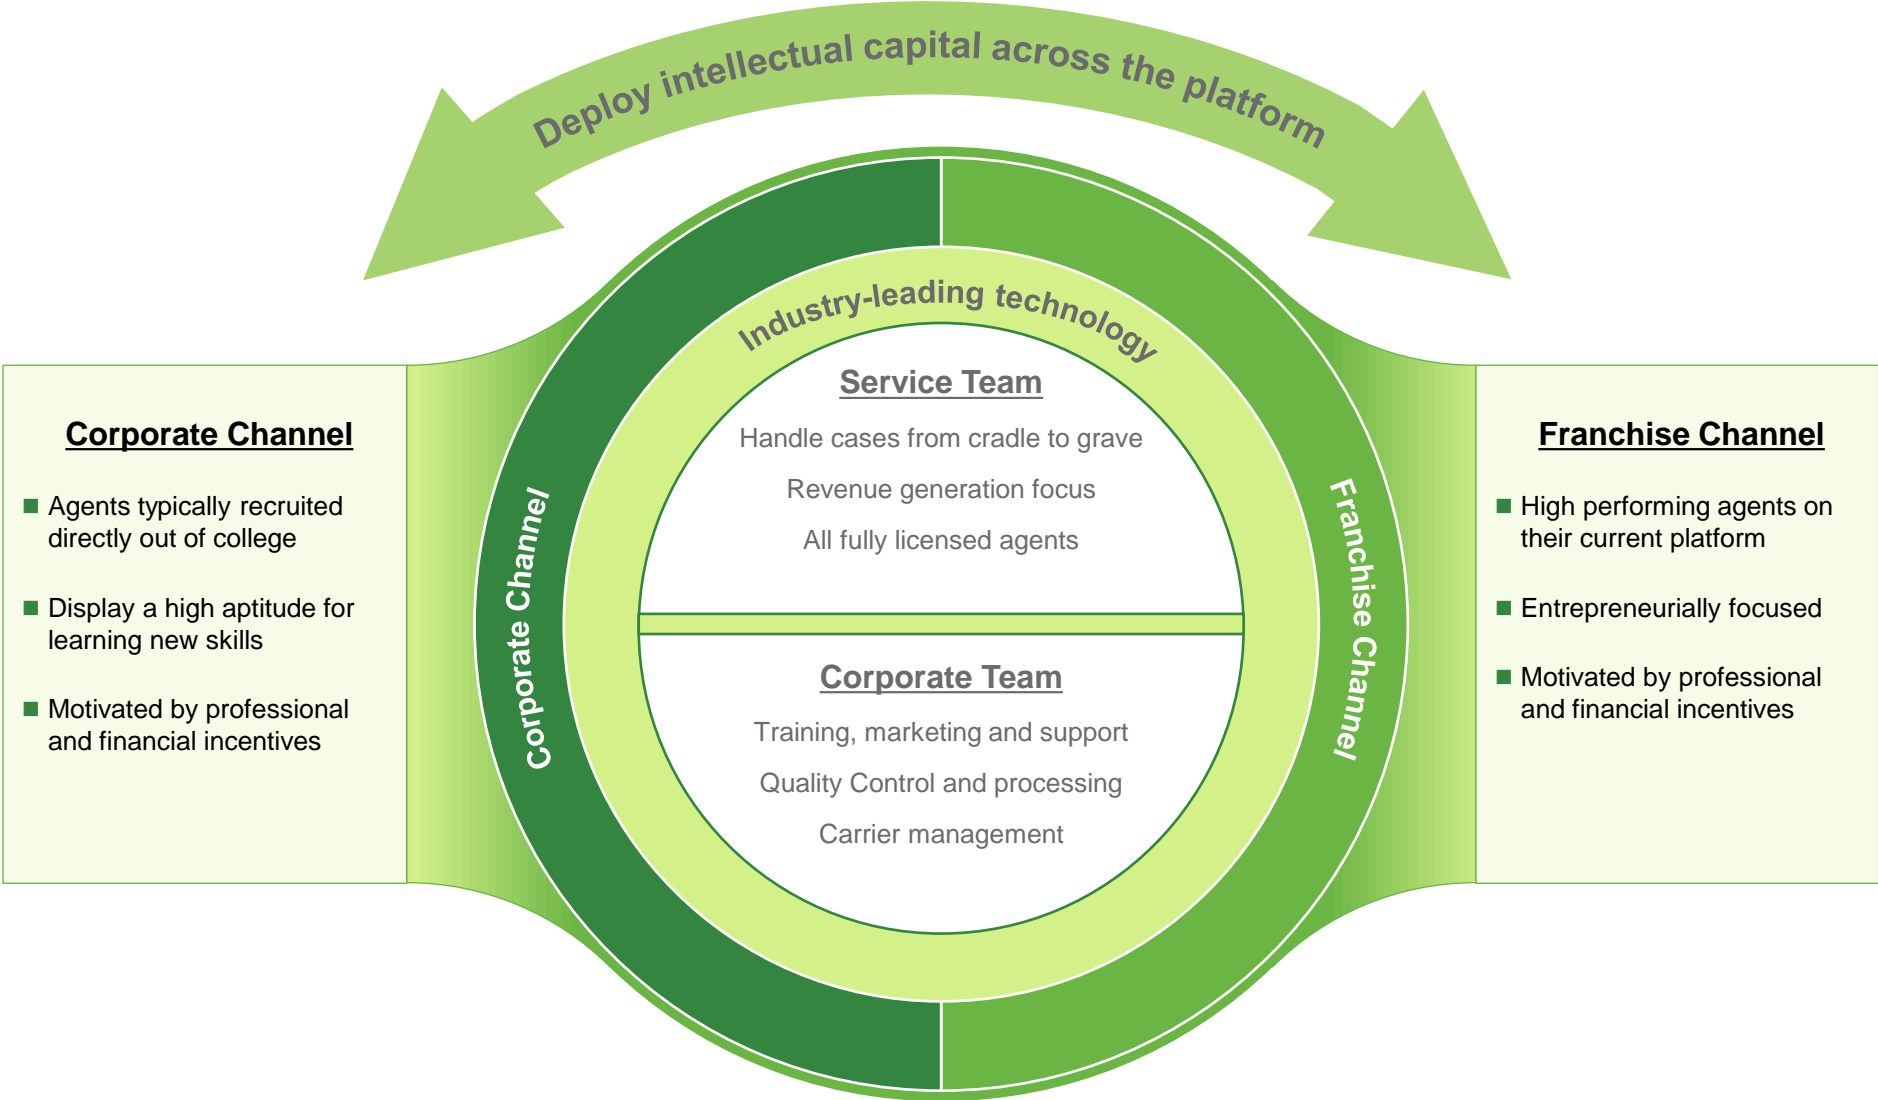 Deploy intellectual capital across the platform
Industry-leading technology
Corporate Channel
■ Agents typically recruited
directly out of college
■ Display a high aptitude for
learning new skills
■ Motivated by professional
and financial incentives
Corporate Channel
Service Team
Handle cases from cradle to grave
Revenue generation focus
All fully licensed agents
Corporate Team
Training, marketing and support
Quality Control and processing
Carrier management
Franchise Channel
Franchise Channel
■ High performing agents on
their current platform
■ Entrepreneurially focused
■ Motivated by professional
and financial incentives